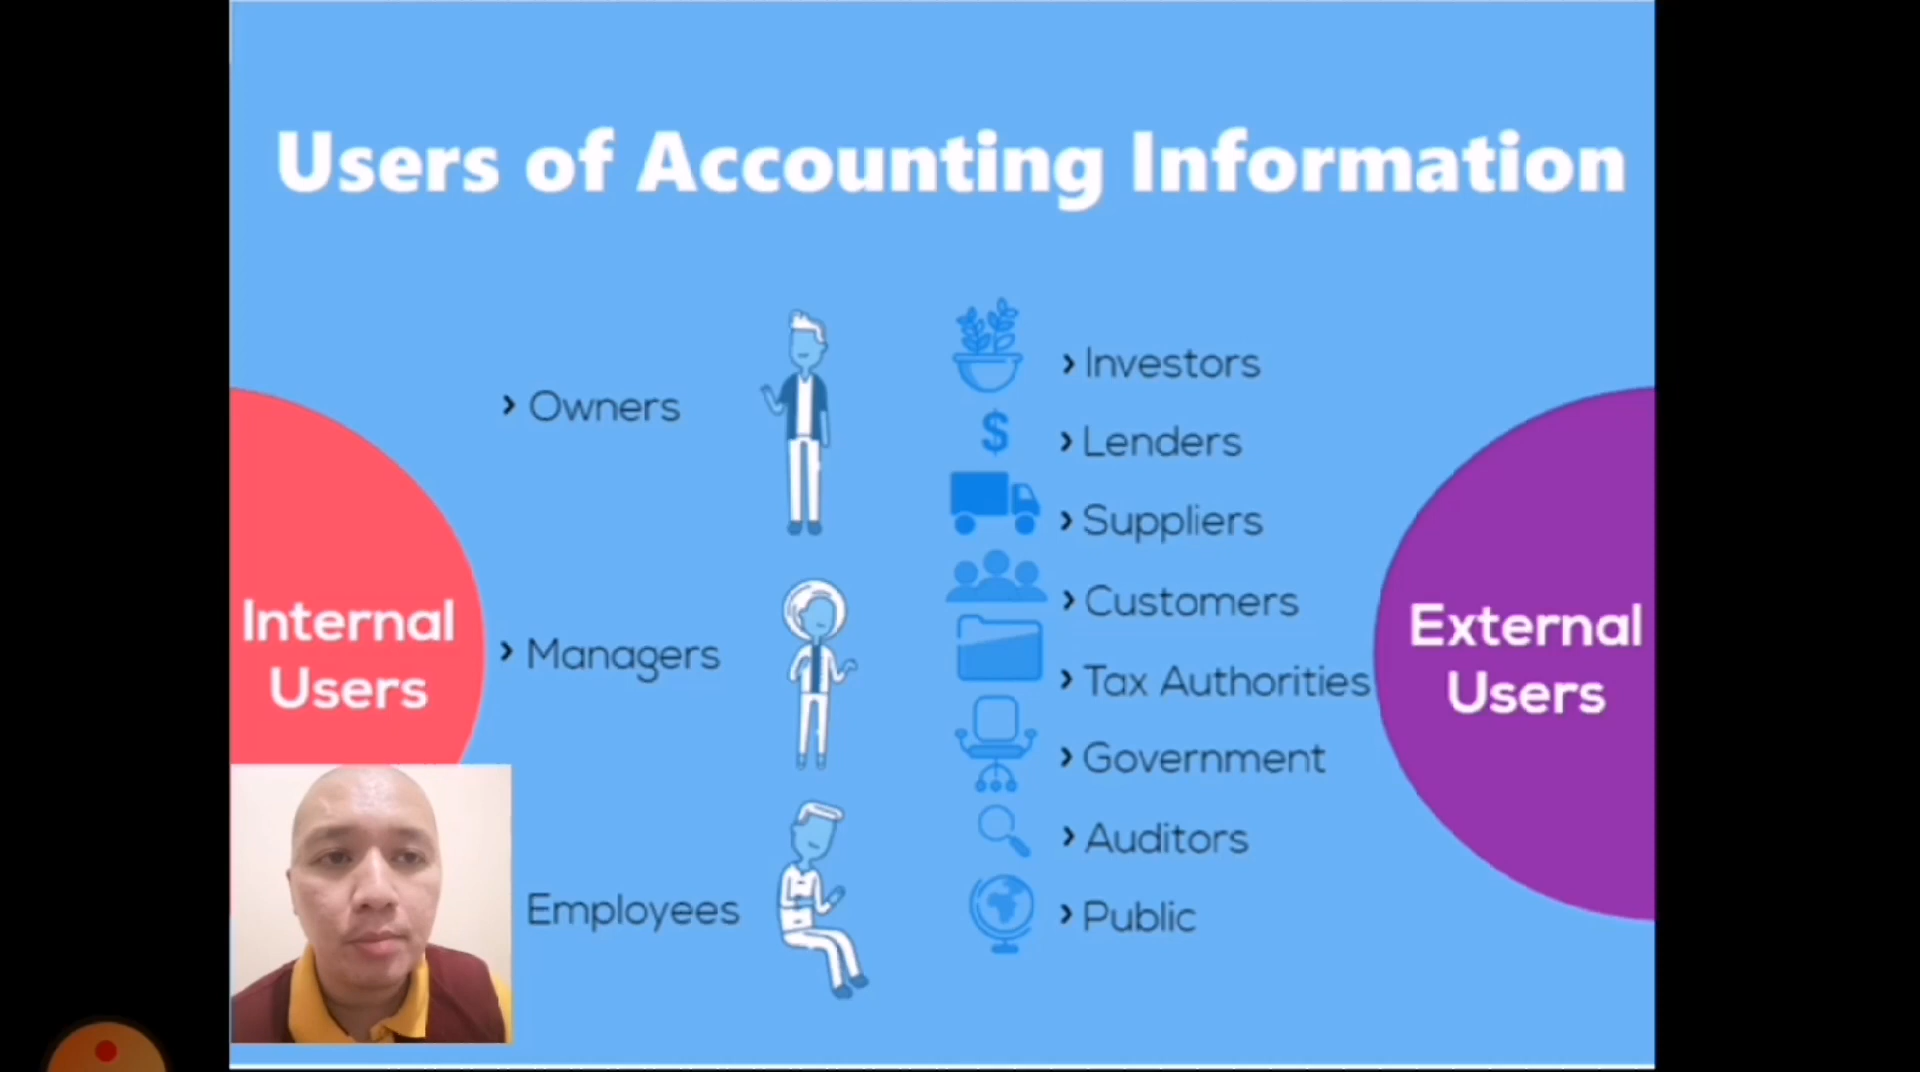 Users of Accounting Information
Internal
Users
› Owners
› Managers
Employees
› Investors
$
› Lenders
› Suppliers
› Customers
› Tax Authorities
› Government
› Auditors
› Public
External
Users